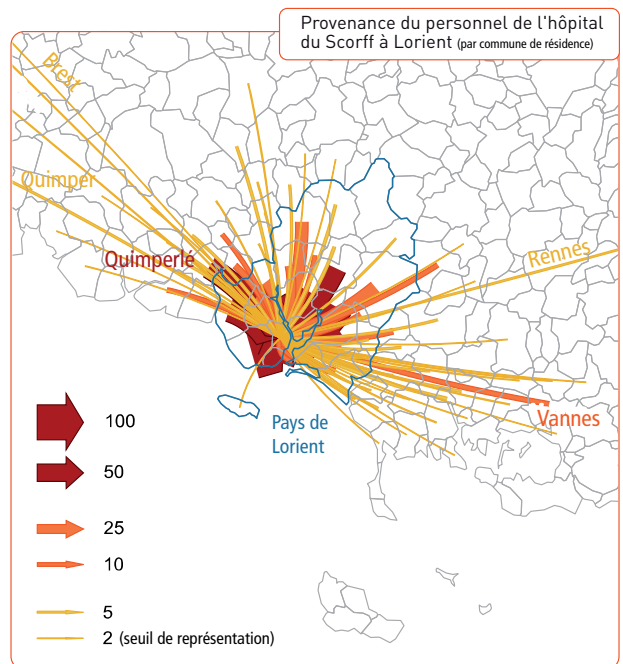 Provenance du personnel de l'hôpital
du Scorff à Lorient (par commune de résidence)
Brest
Quimper
Quimperlé
Rennes
Vannes
Pays de
Lorient
100
50
25
10
5
2 (seuil de représentation)